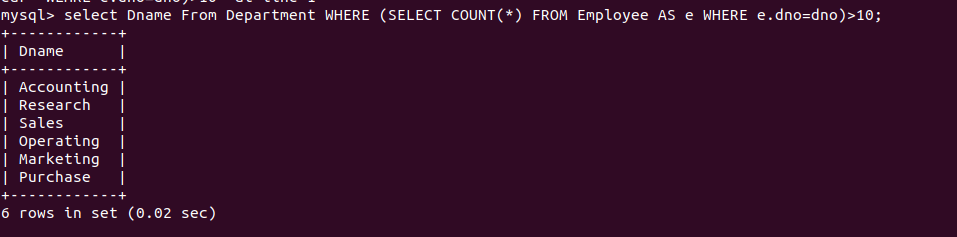 mysql> select Dname From Department WHERE (SELECT COUNT(*) FROM Employee AS e WHERE e.dno=dno)>10;
+------------+
| Dname      |
+------------+
| Accounting |
| Research   |
| Sales      |
| Operating  |
| Marketing  |
| Purchase   |
+------------+
6 rows in set (0.02 sec)